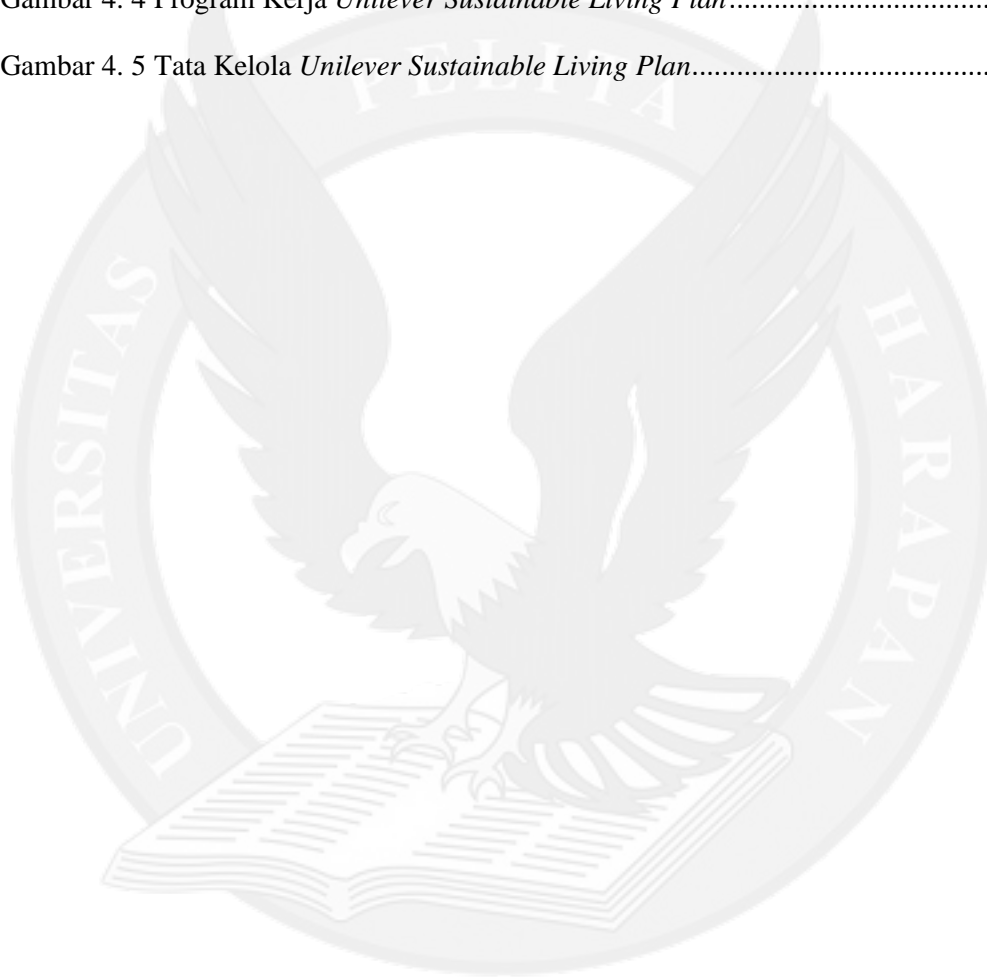 Gambar 4. 4 Program Kerja Unilever Sustainable Living Plan......................................
Gambar 4. 5 Tata Kelola Unilever Sustainable Living Plan..........................................
PELITA
UNIVERSITAS
HARAPAN